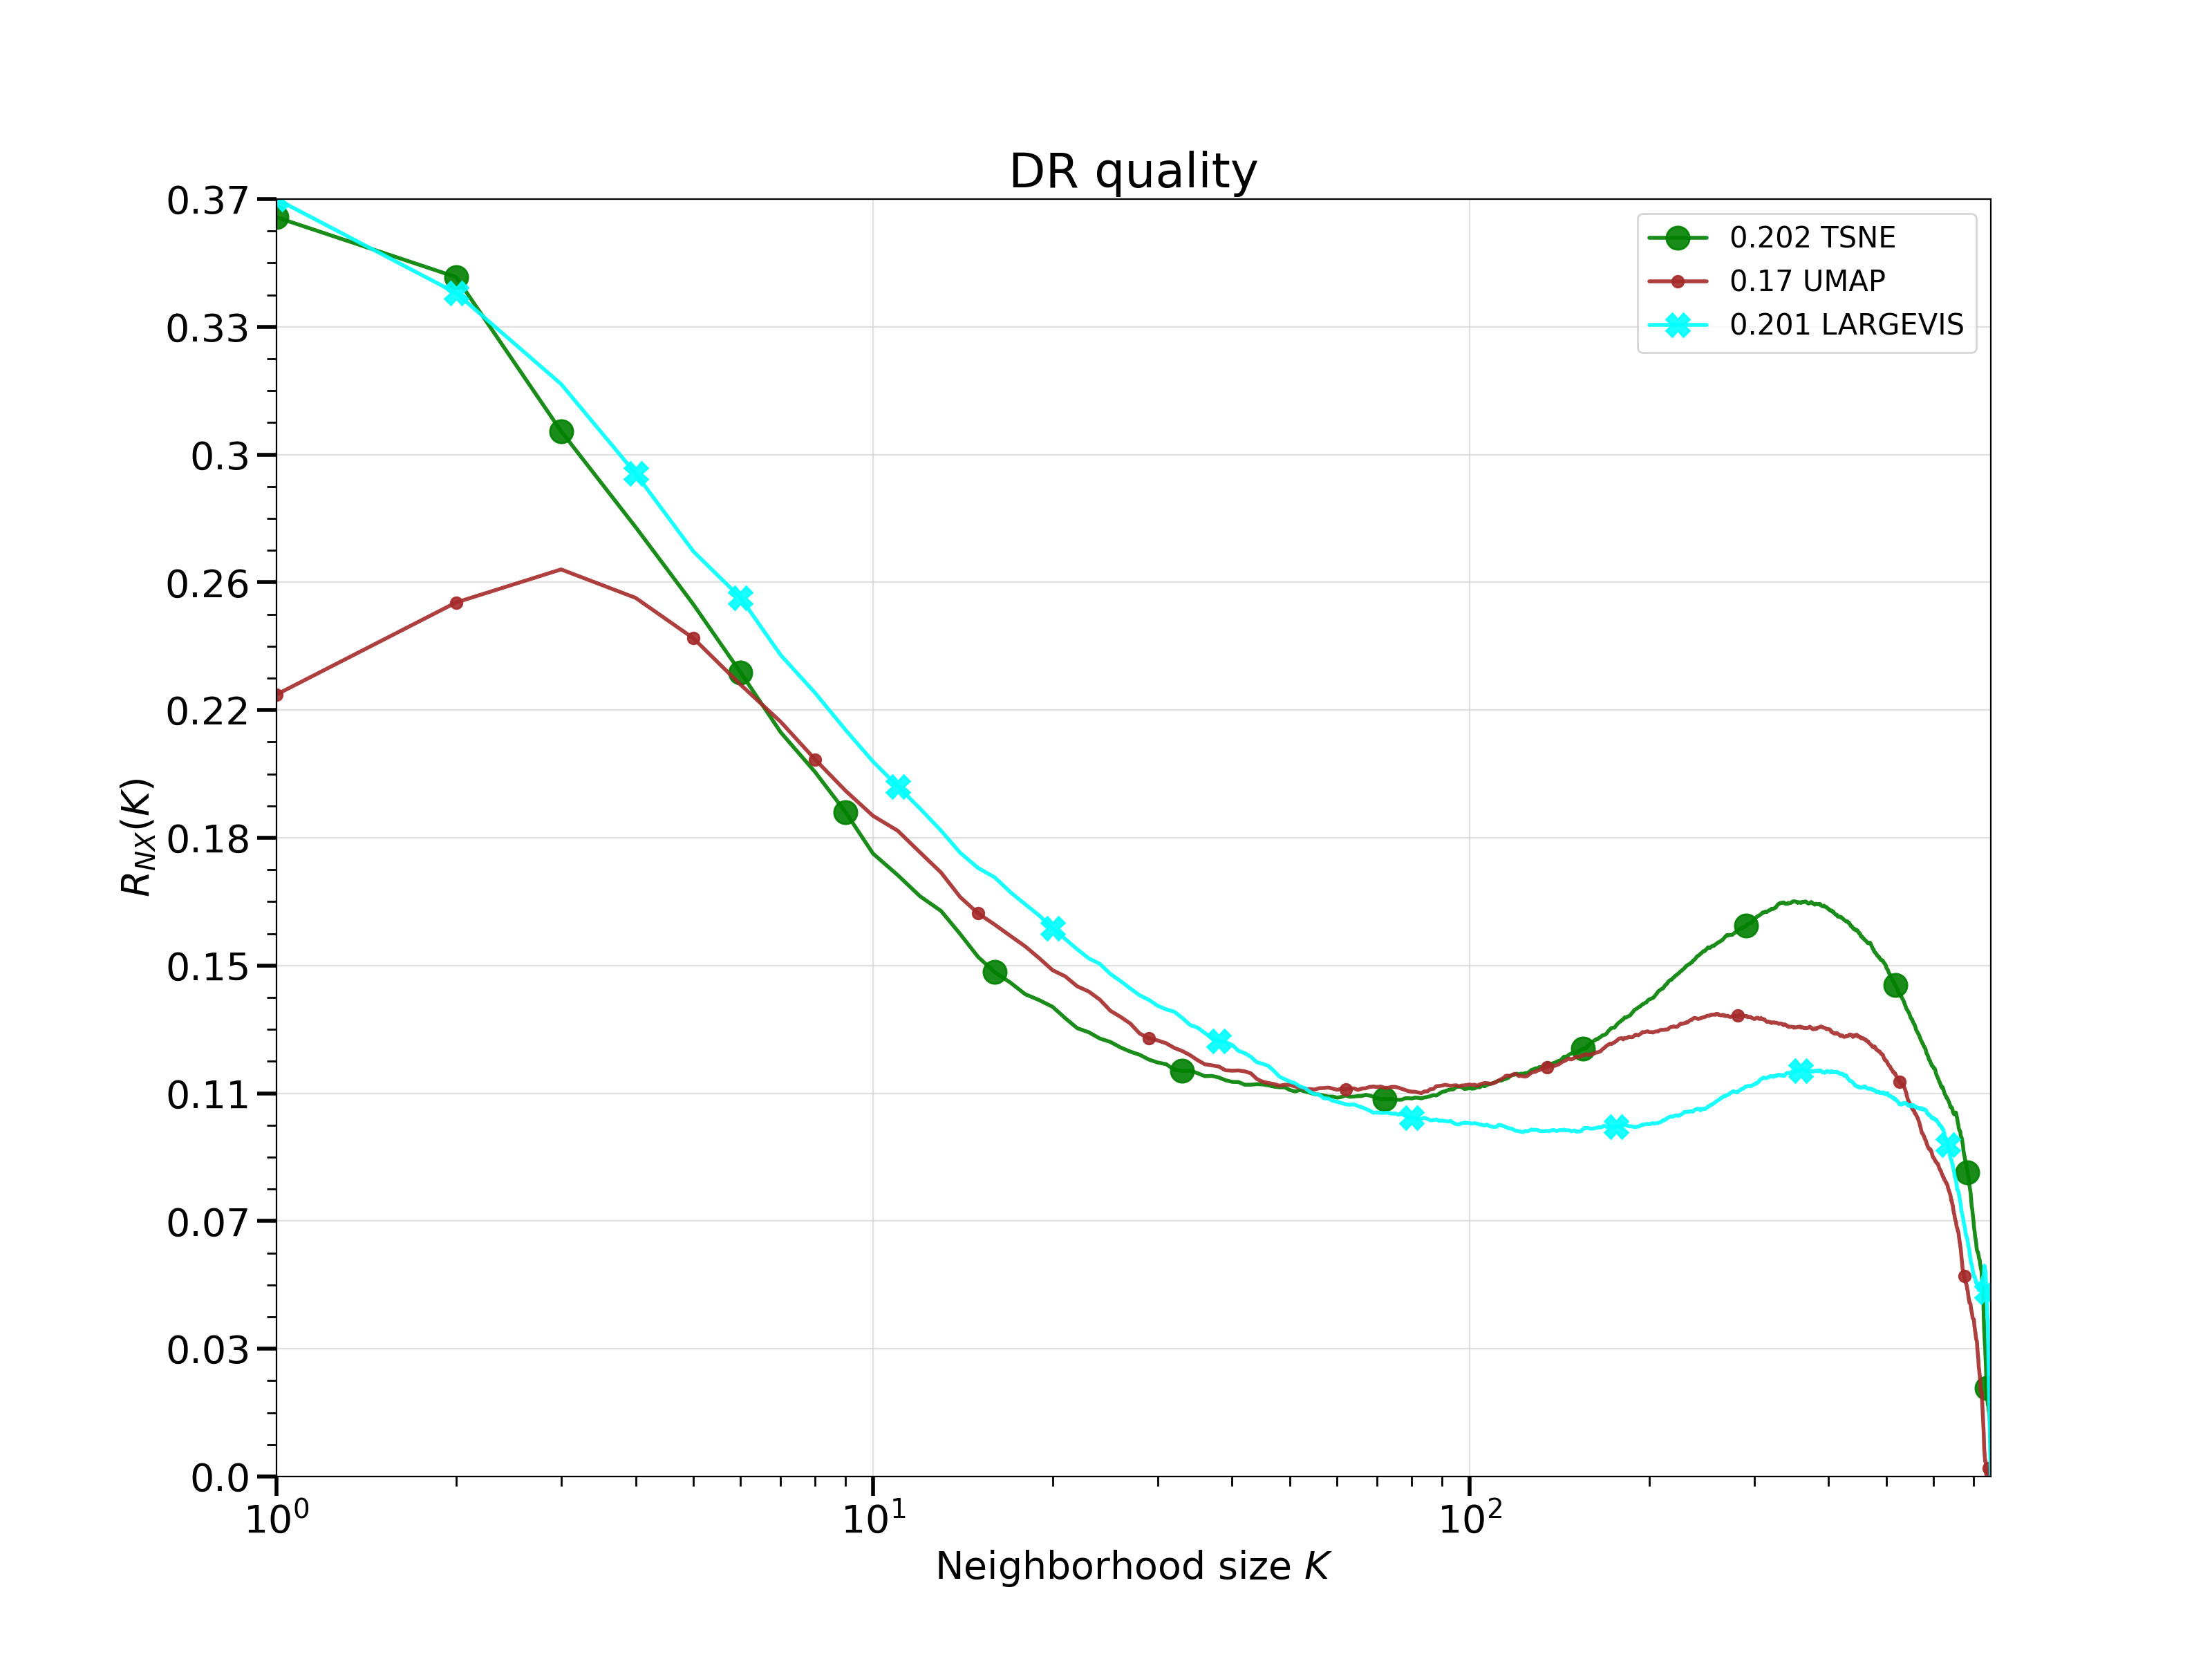 DR quality
0.202 TSNE
0.17 UMAP
0.201 LARGEVIS
0.37
0.33
0.3
0.26
0.22
0.18
0.15
0.11
0.07
0.03
0.0
R_{NX}(K)
10^0 10^1 10^2
Neighborhood size K